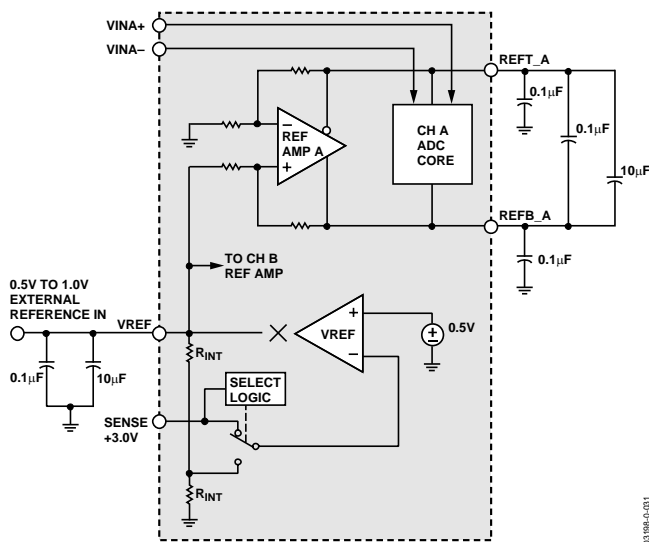 VINA+
VINA–
REFT_A
0.1µF
0.1µF
10µF
–
REF
AMP A
+
CH A
ADC
CORE
REFB_A
0.1µF
TO CH B
REF AMP
0.5V TO 1.0V
EXTERNAL
REFERENCE IN
VREF
+
VREF
–
0.5V
RINT
0.1µF
10µF
SELECT
LOGIC
SENSE
+3.0V
RINT
03198-0-031